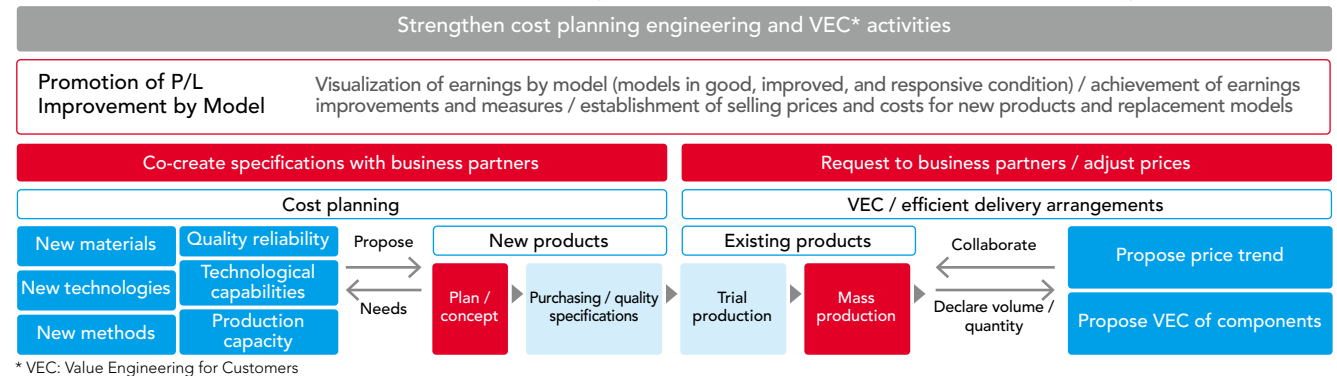 Strengthen cost planning engineering and VEC* activities
Promotion of P/L
Improvement by Model
Visualization of earnings by model (models in good, improved, and responsive condition) / achievement of earnings
improvements and measures / establishment of selling prices and costs for new products and replacement models
Co-create specifications with business partners
Request to business partners / adjust prices
Cost planning
VEC / efficient delivery arrangements
New materials
New technologies
New methods
Quality reliability
Technological
capabilities
Production
capacity
Propose
Needs
New products
Plan /
concept
Purchasing / quality
specifications
Existing products
Trial
production
Mass
production
Collaborate
Declare volume /
quantity
Propose price trend
Propose VEC of components
* VEC: Value Engineering for Customers